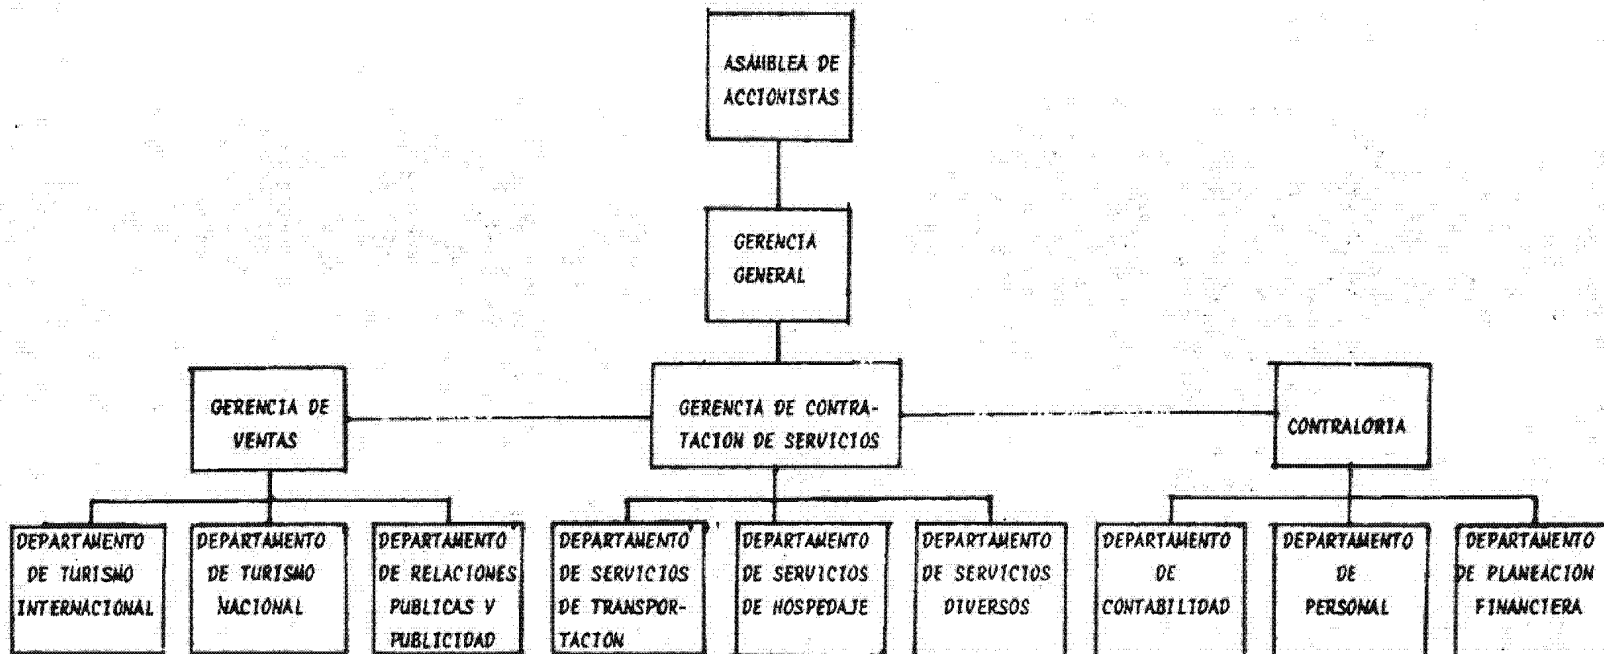 ASAMBLEA DE
ACCIONISTAS
GERENCIA
GENERAL
GERENCIA DE
VENTAS
GERENCIA DE CONTRA-
TACION DE SERVICIOS
CONTRALORIA
DEPARTAMENTO
DE TURISMO
INTERNACIONAL
DEPARTAMENTO
DE TURISMO
NACIONAL
DEPARTAMENTO
DE RELACIONES
PUBLICAS Y
PUBLICIDAD
DEPARTAMENTO
DE SERVICIOS
DE TRANSPOR-
TACION
DEPARTAMENTO
DE SERVICIOS
DE HOSPEDAJE
DEPARTAMENTO
DE SERVICIOS
DIVERSOS
DEPARTAMENTO
DE
CONTABILIDAD
DEPARTAMENTO
DE
PERSONAL
DEPARTAMENTO
DE PLANEACION
FINANCIERA